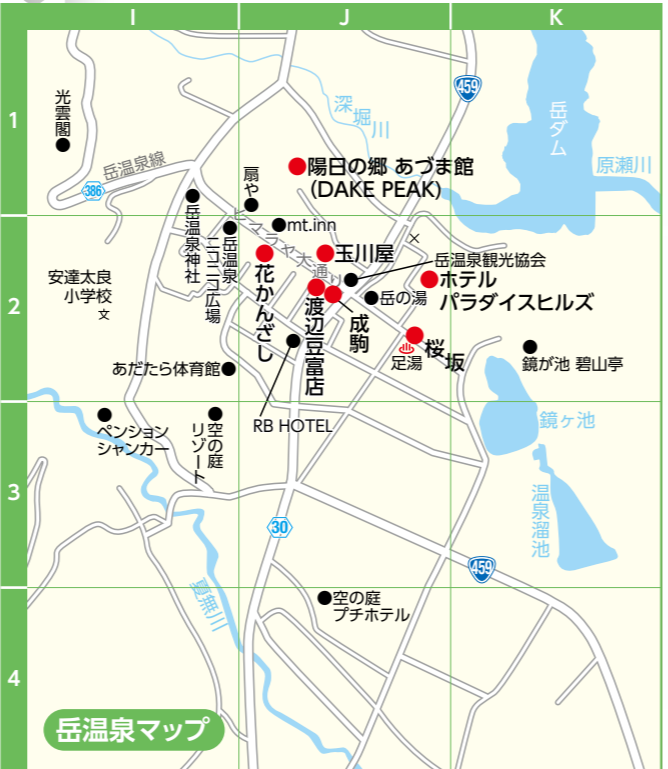 I
J
K
1
2
3
4
光雲閣
深堀川
459
岳ダム
原瀬川
岳温泉線
386
扇や
陽日の郷 あづま館
(DAKE PEAK)
岳温泉神社
岳温泉
ニコニコ広場
mt.inn
ヒマラヤ大通り
玉川屋
岳温泉観光協会
ホテル
パラダイスヒルズ
安達太良
小学校
文
花かんざし
渡辺豆富店
成駒
岳の湯
桜坂
足湯
鏡が池 碧山亭
あだたら体育館
RB HOTEL
ペンション
シャンカー
空の庭
リゾート
鏡ヶ池
温泉溜池
30
459
夏無川
空の庭
プチホテル
岳温泉マップ